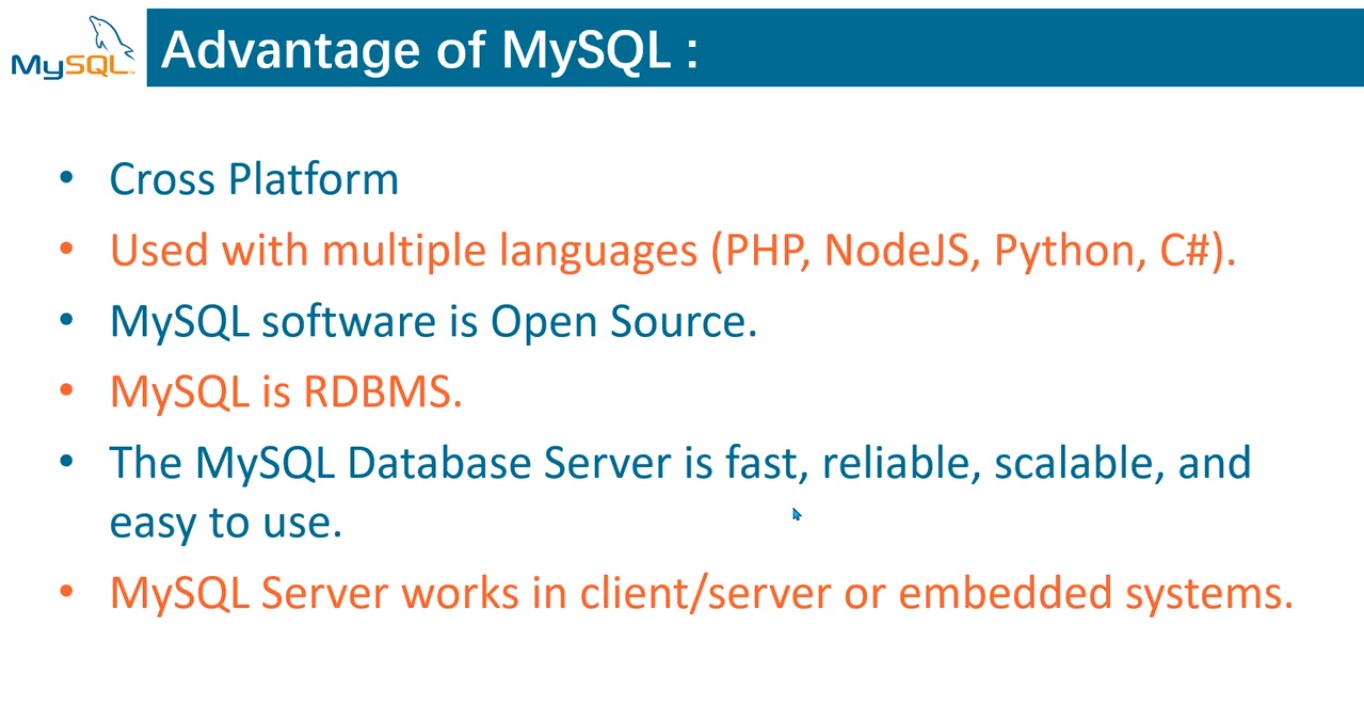 MySQL
Advantage of MySQL :
• Cross Platform
• Used with multiple languages (PHP, NodeJS, Python, C#).
• MySQL software is Open Source.
• MySQL is RDBMS.
• The MySQL Database Server is fast, reliable, scalable, and
easy to use.
• MySQL Server works in client/server or embedded systems.